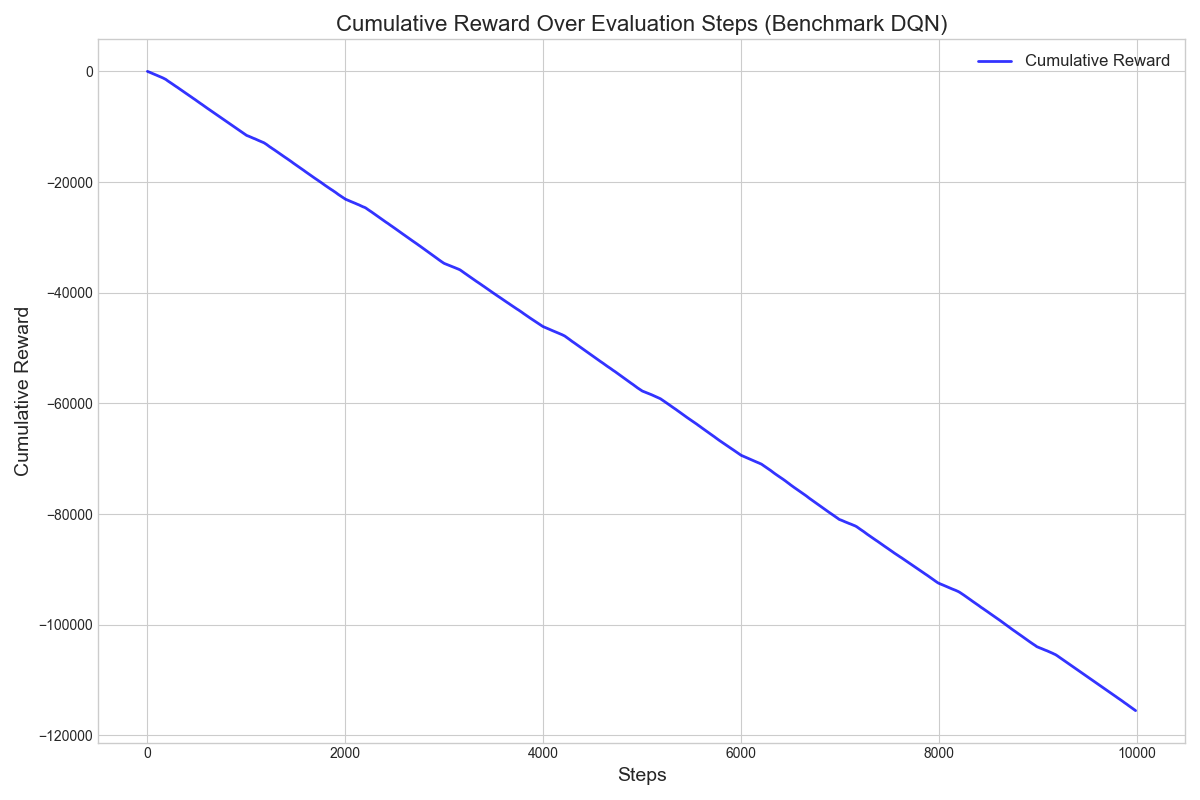 Cumulative Reward Over Evaluation Steps (Benchmark DQN)
Cumulative Reward
0
−20000
−40000
−60000
−80000
−100000
−120000
Cumulative Reward
0 2000 4000 6000 8000 10000
Steps